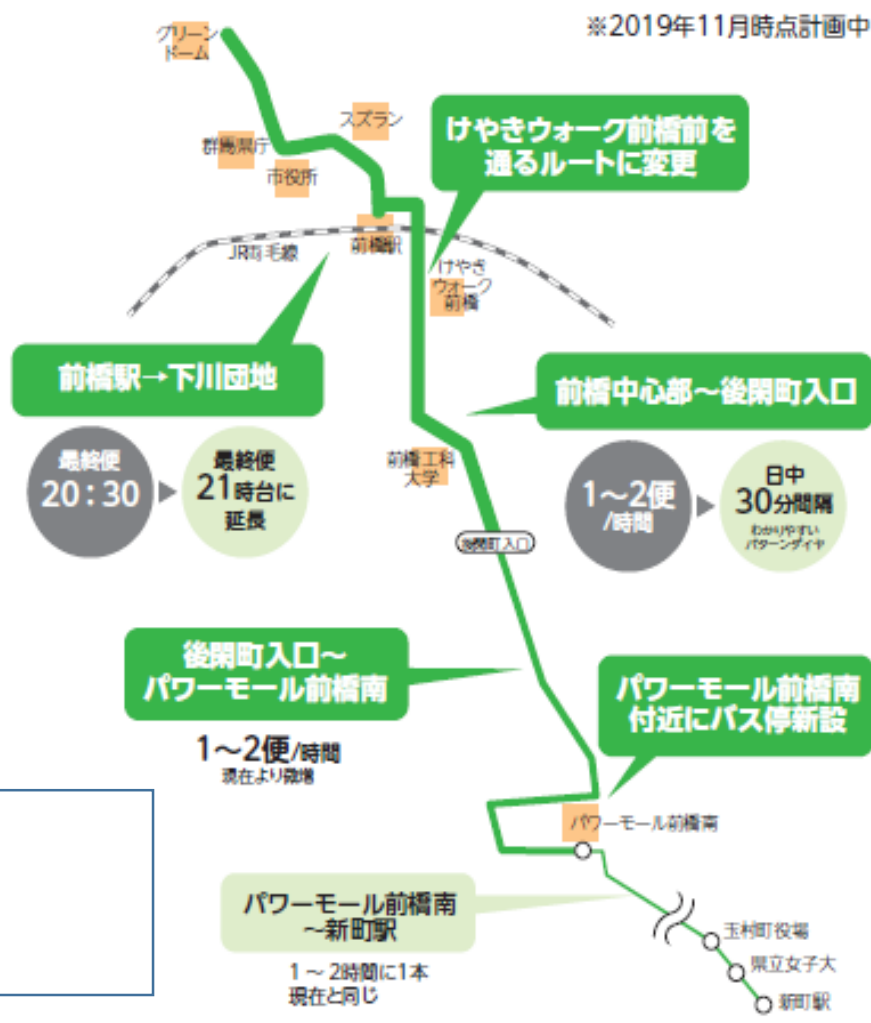 ※2019年11月時点計画中
グリーン
ドーム
スズラン
けやきウォーク前橋前を
通るルートに変更
群馬県庁
市役所
JR両毛線
前橋駅
けやき
ウォーク
前橋
前橋駅→下川団地
前橋中心部～後閑町入口
最終便
20：30
最終便
21時台に
延長
前橋工科
大学
1～2便
/時間
日中
30分間隔
わかりやすい
パターンダイヤ
後閑町入口
後閑町入口～
パワーモール前橋南
1～2便/時間
現在より微増
パワーモール前橋南
付近にバス停新設
パワーモール前橋南
パワーモール前橋南
～新町駅
1～2時間に1本
現在と同じ
玉村町役場
県立女子大
新町駅